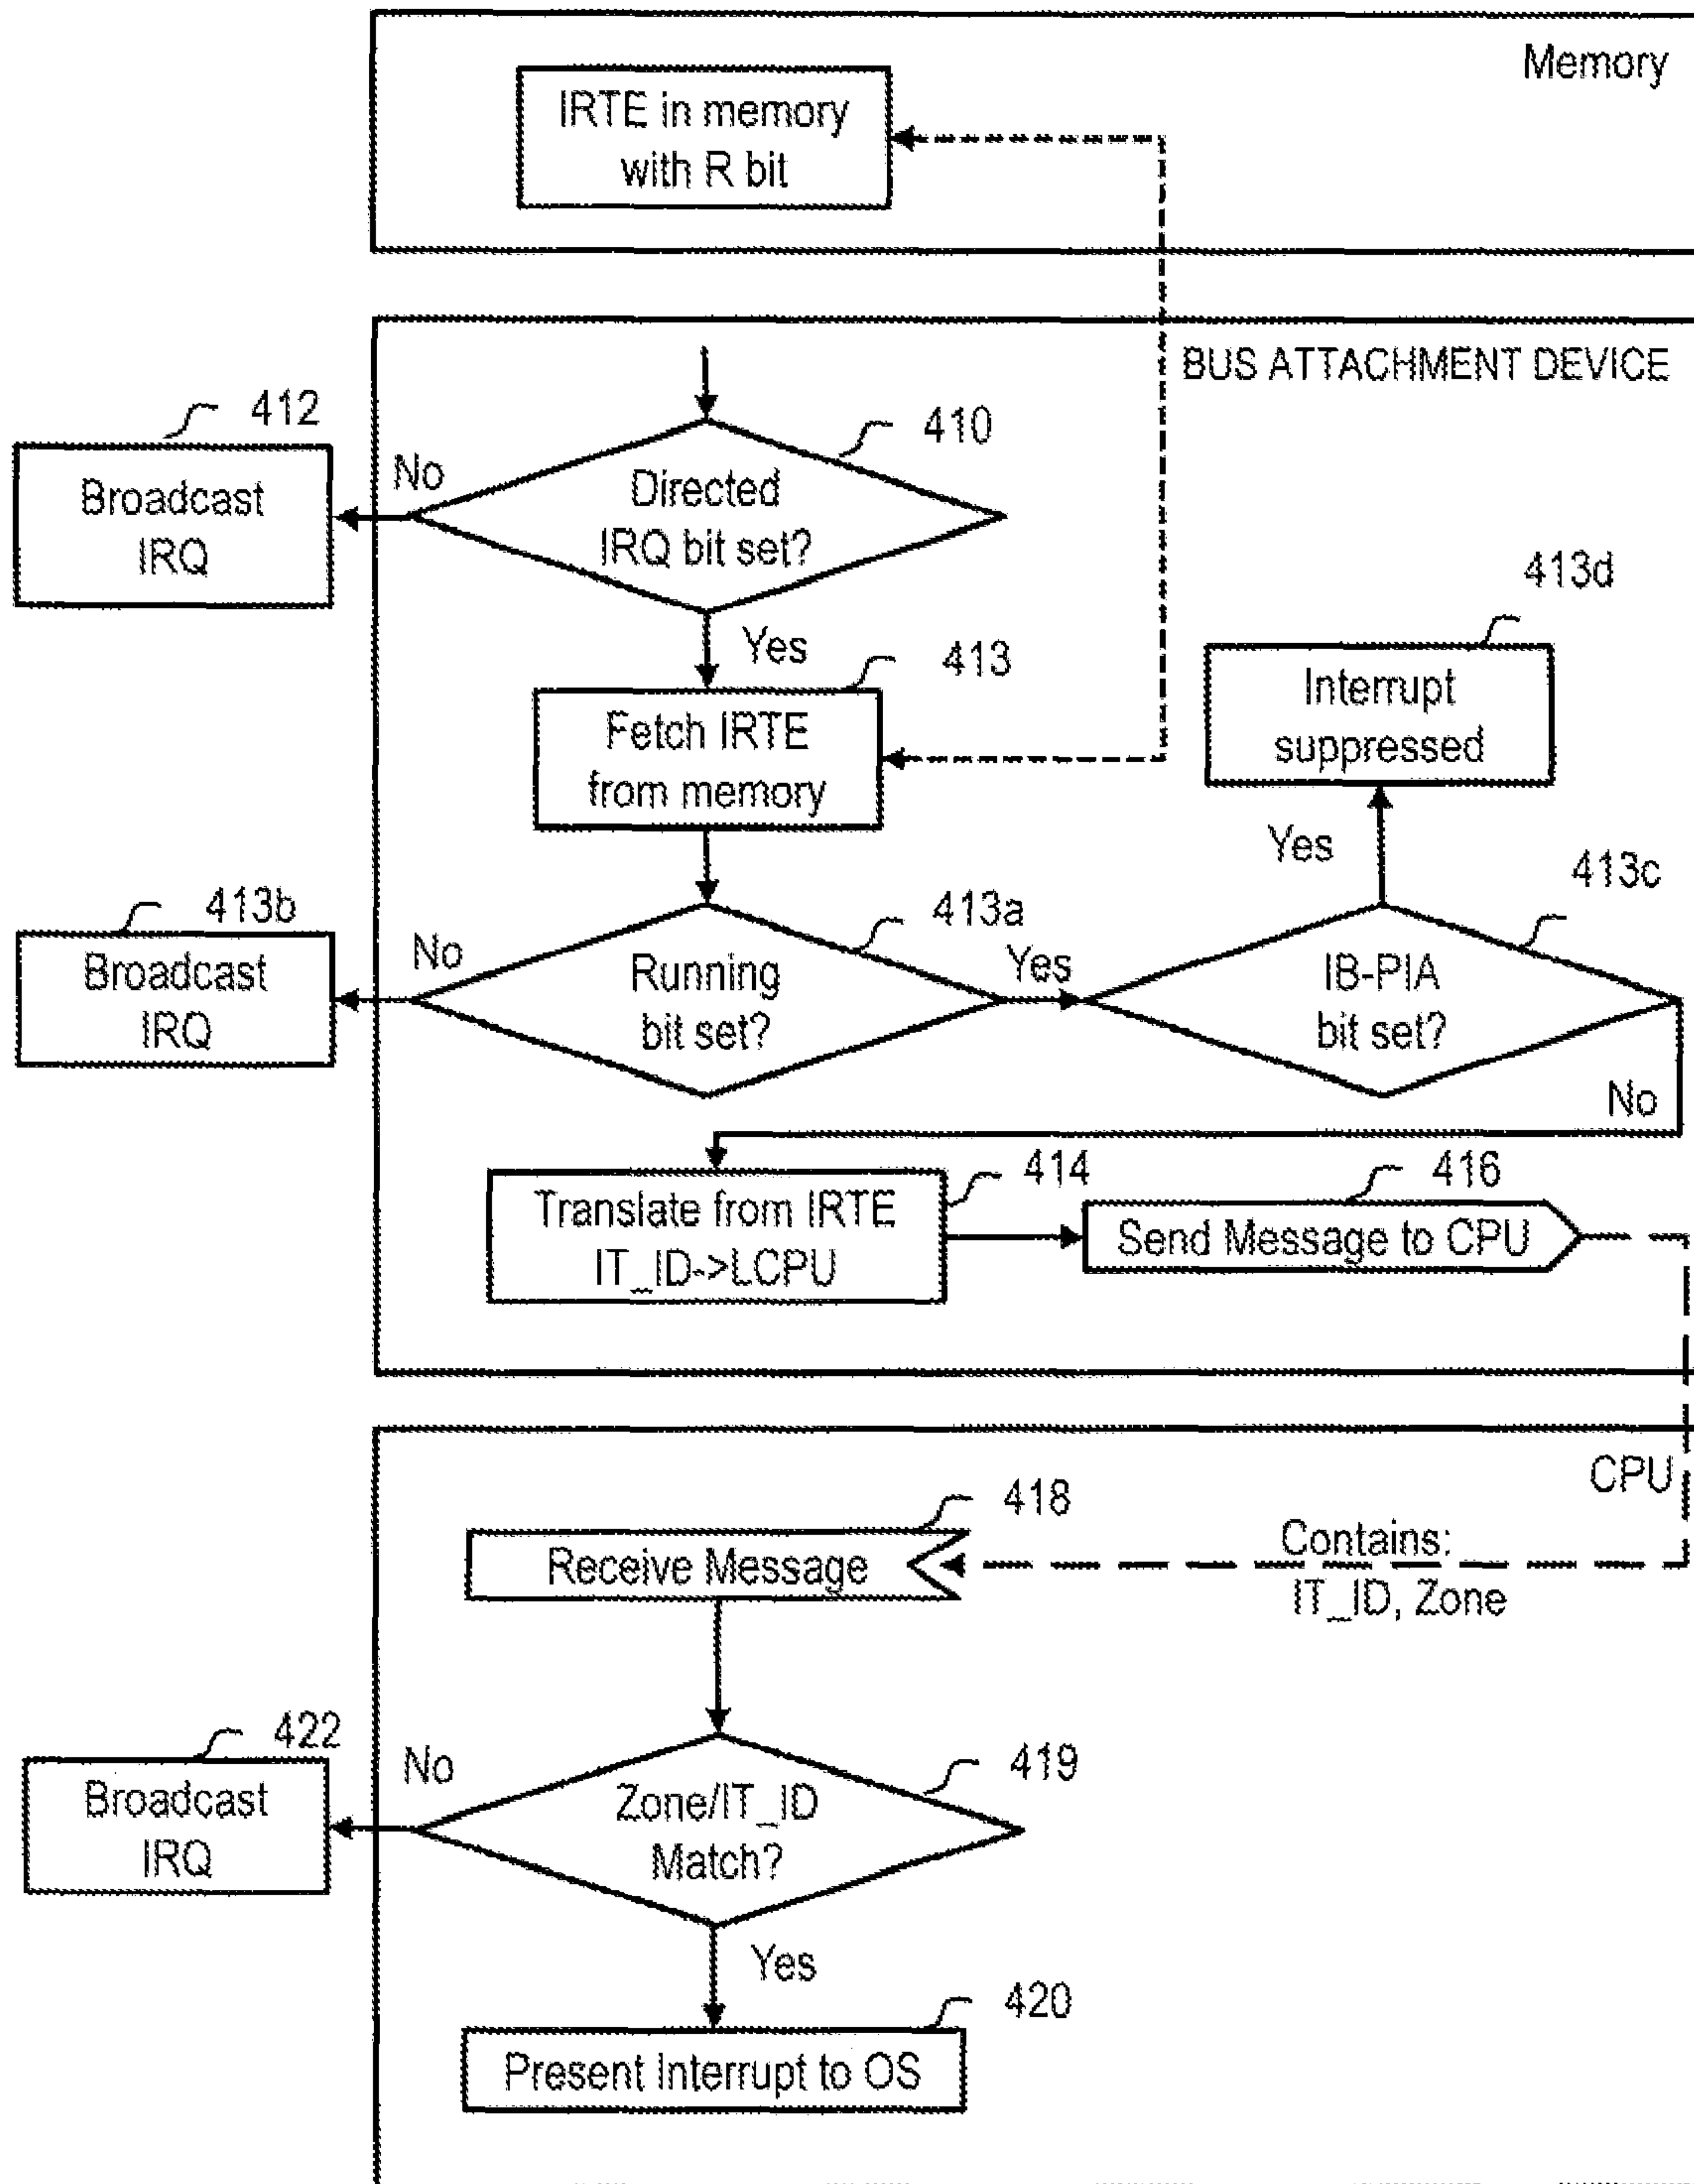 Memory
IRTE in memory
with R bit
BUS ATTACHMENT DEVICE
412
410
No
Broadcast
IRQ
Directed
IRQ bit set?
413d
Yes
413
Interrupt
suppressed
Fetch IRTE
from memory
Yes
413c
413b
413a
No
Yes
Broadcast
IRQ
Running
bit set?
IB-PIA
bit set?
No
414
416
Translate from IRTE
IT_ID->LCPU
Send Message to CPU
CPU
418
Contains:
Receive Message
IT_ID, Zone
422
No
419
Broadcast
IRQ
Zone/IT_ID
Match?
Yes
420
Present Interrupt to OS